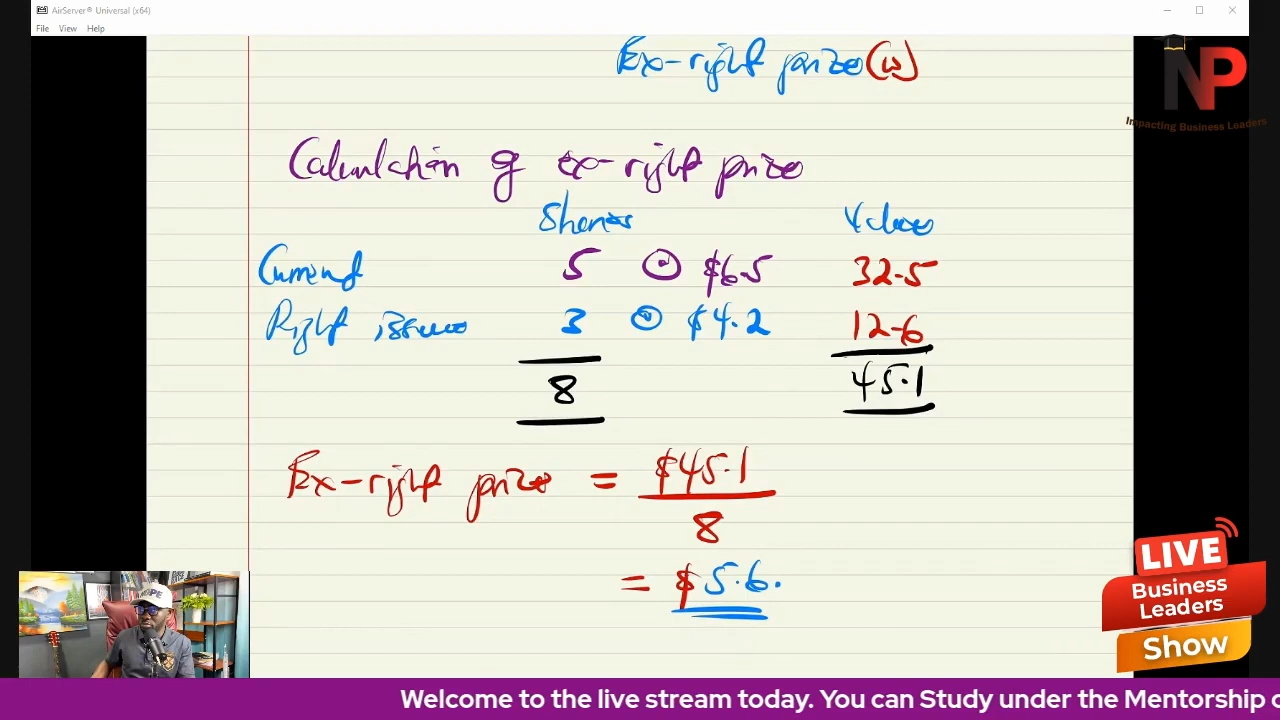 AirServer® Universal (x64)
File View Help
Ex-right price (w)
NP
Impacting Business Leaders
Calculation of ex-right price
Shares Value
Current 5 @ $6.5 32.5
Right issue 3 @ $4.2 12.6
8 45.1
Ex-right price = $45.1
8
= $5.6.
LIVE
Business
Leaders
Show
Welcome to the live stream today. You can Study under the Mentorship